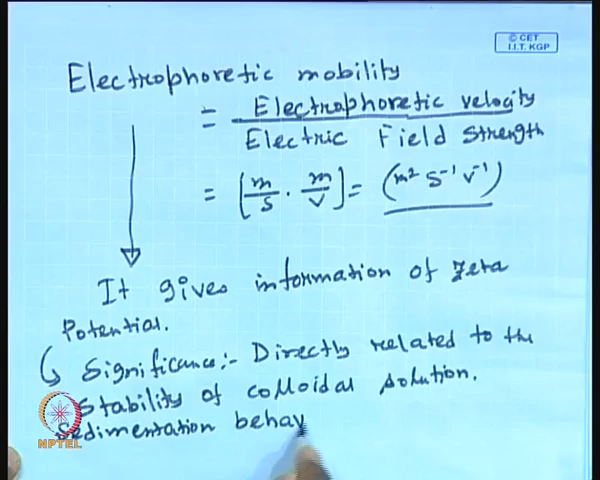 © CET
I.I.T. KGP
Electrophoretic mobility
= Electrophoretic velocity
Electric Field Strength
= [m/s · m/V] = (m² s⁻¹ v⁻¹)
It gives information of zeta
Potential.
Significance:- Directly related to the
Stability of colloidal solution.
Sedimentation behav
NPTEL